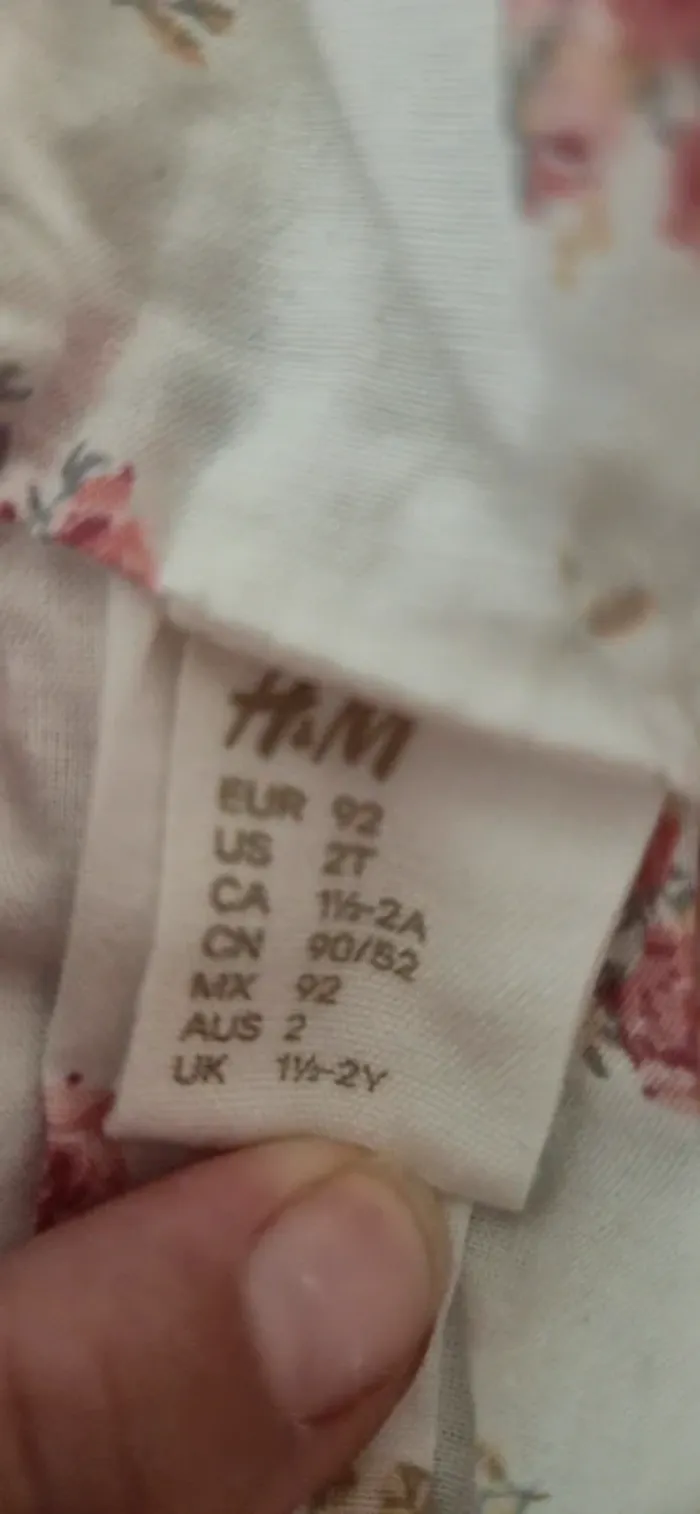 H&M
EUR 92
US 2T
CA 1½-2A
CN 90/52
MX 92
AUS 2
UK 1½-2Y